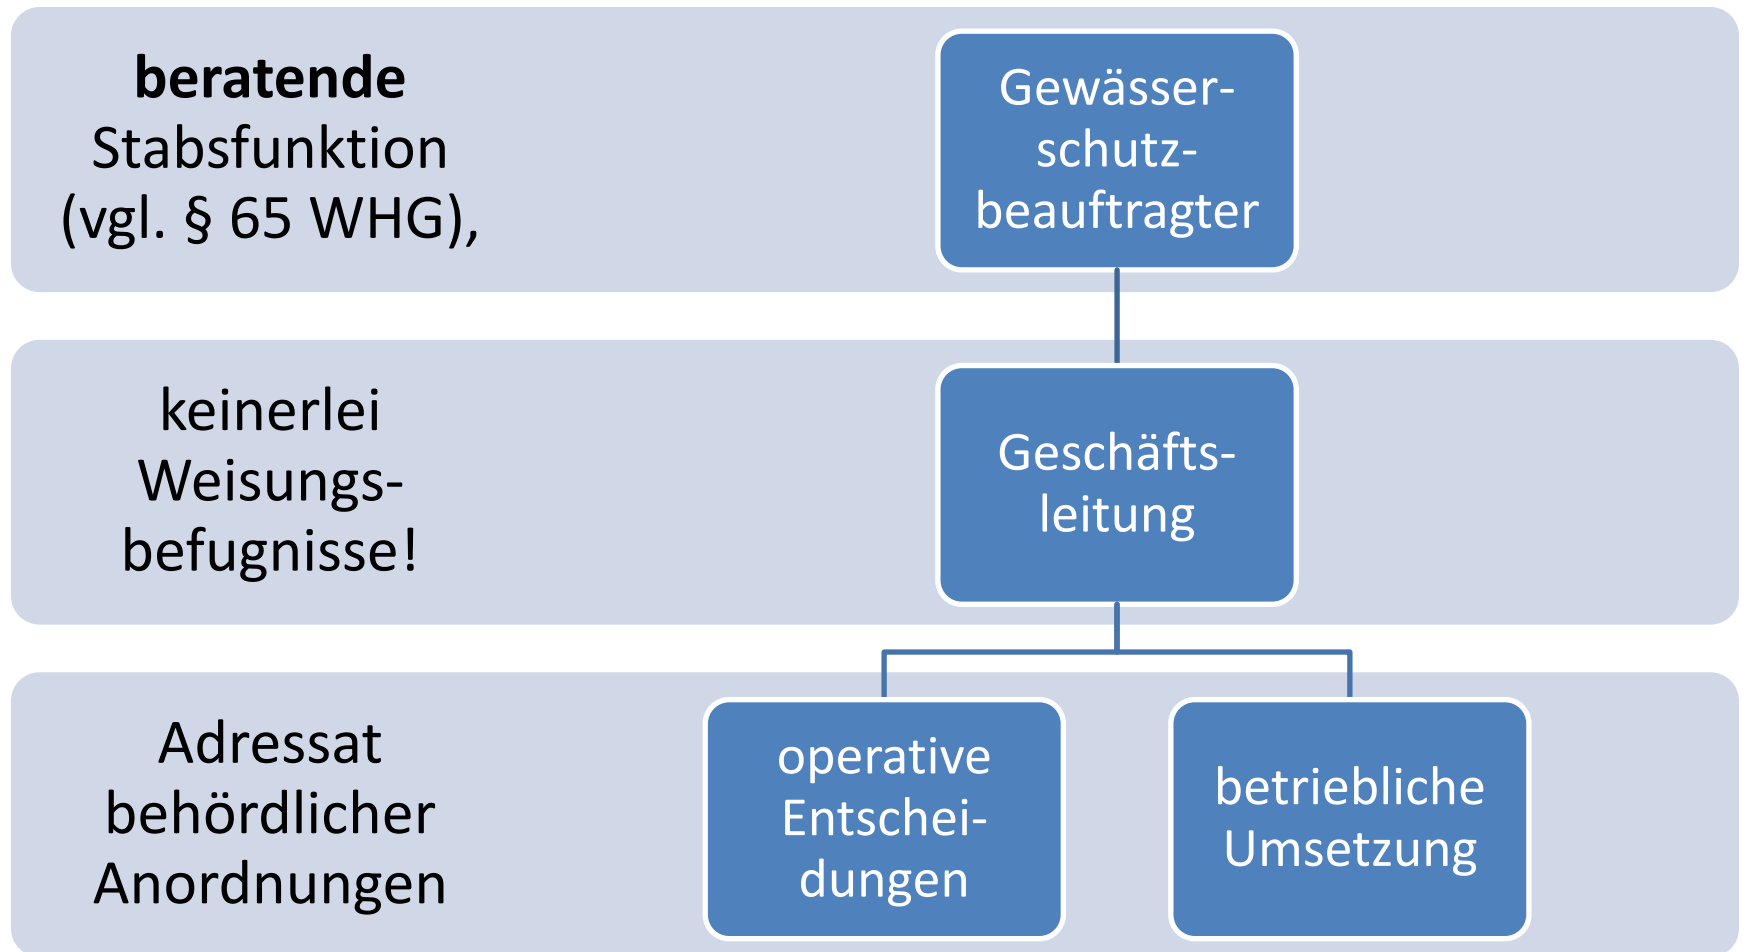 beratende
Stabsfunktion
(vgl. § 65 WHG),
Gewässer-
schutz-
beauftragter
keinerlei
Weisungs-
befugnisse!
Geschäfts-
leitung
Adressat
behördlicher
Anordnungen
operative
Entschei-
dungen
betriebliche
Umsetzung